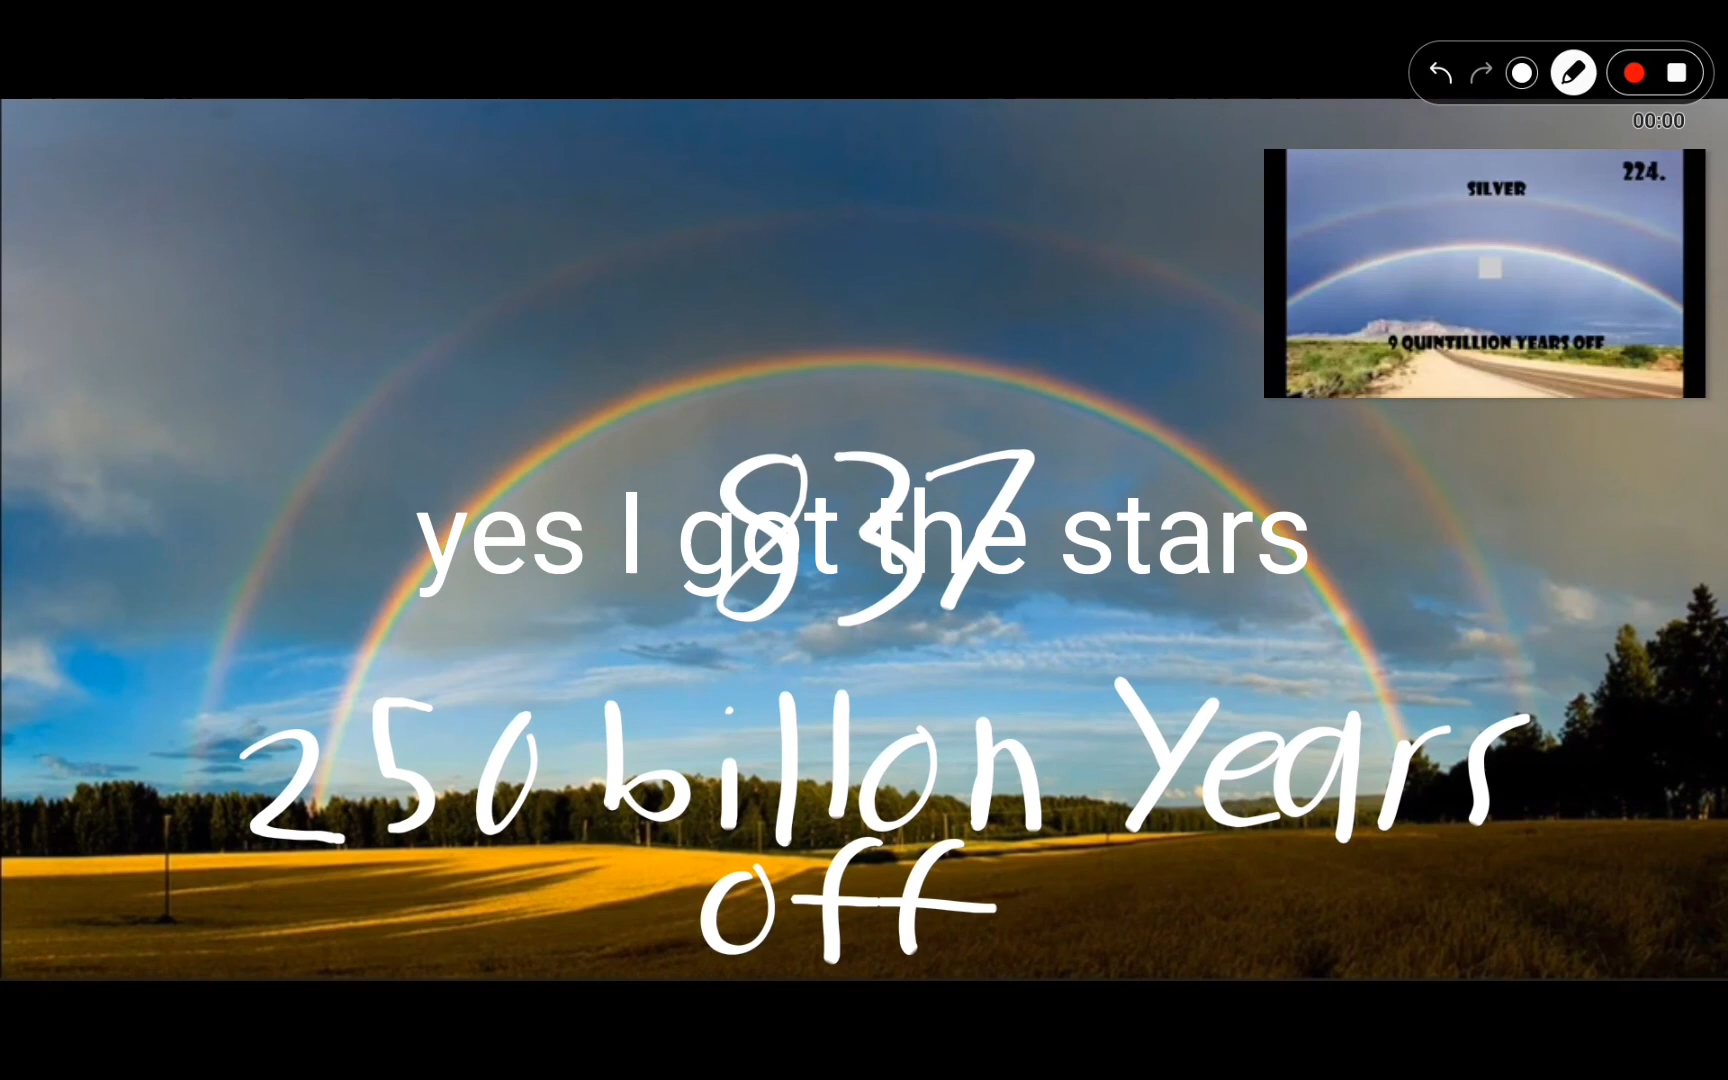 00:00
224.
SILVER
9 QUINTILLION YEARS OFF
837
yes I got the stars
250 billon Years
off